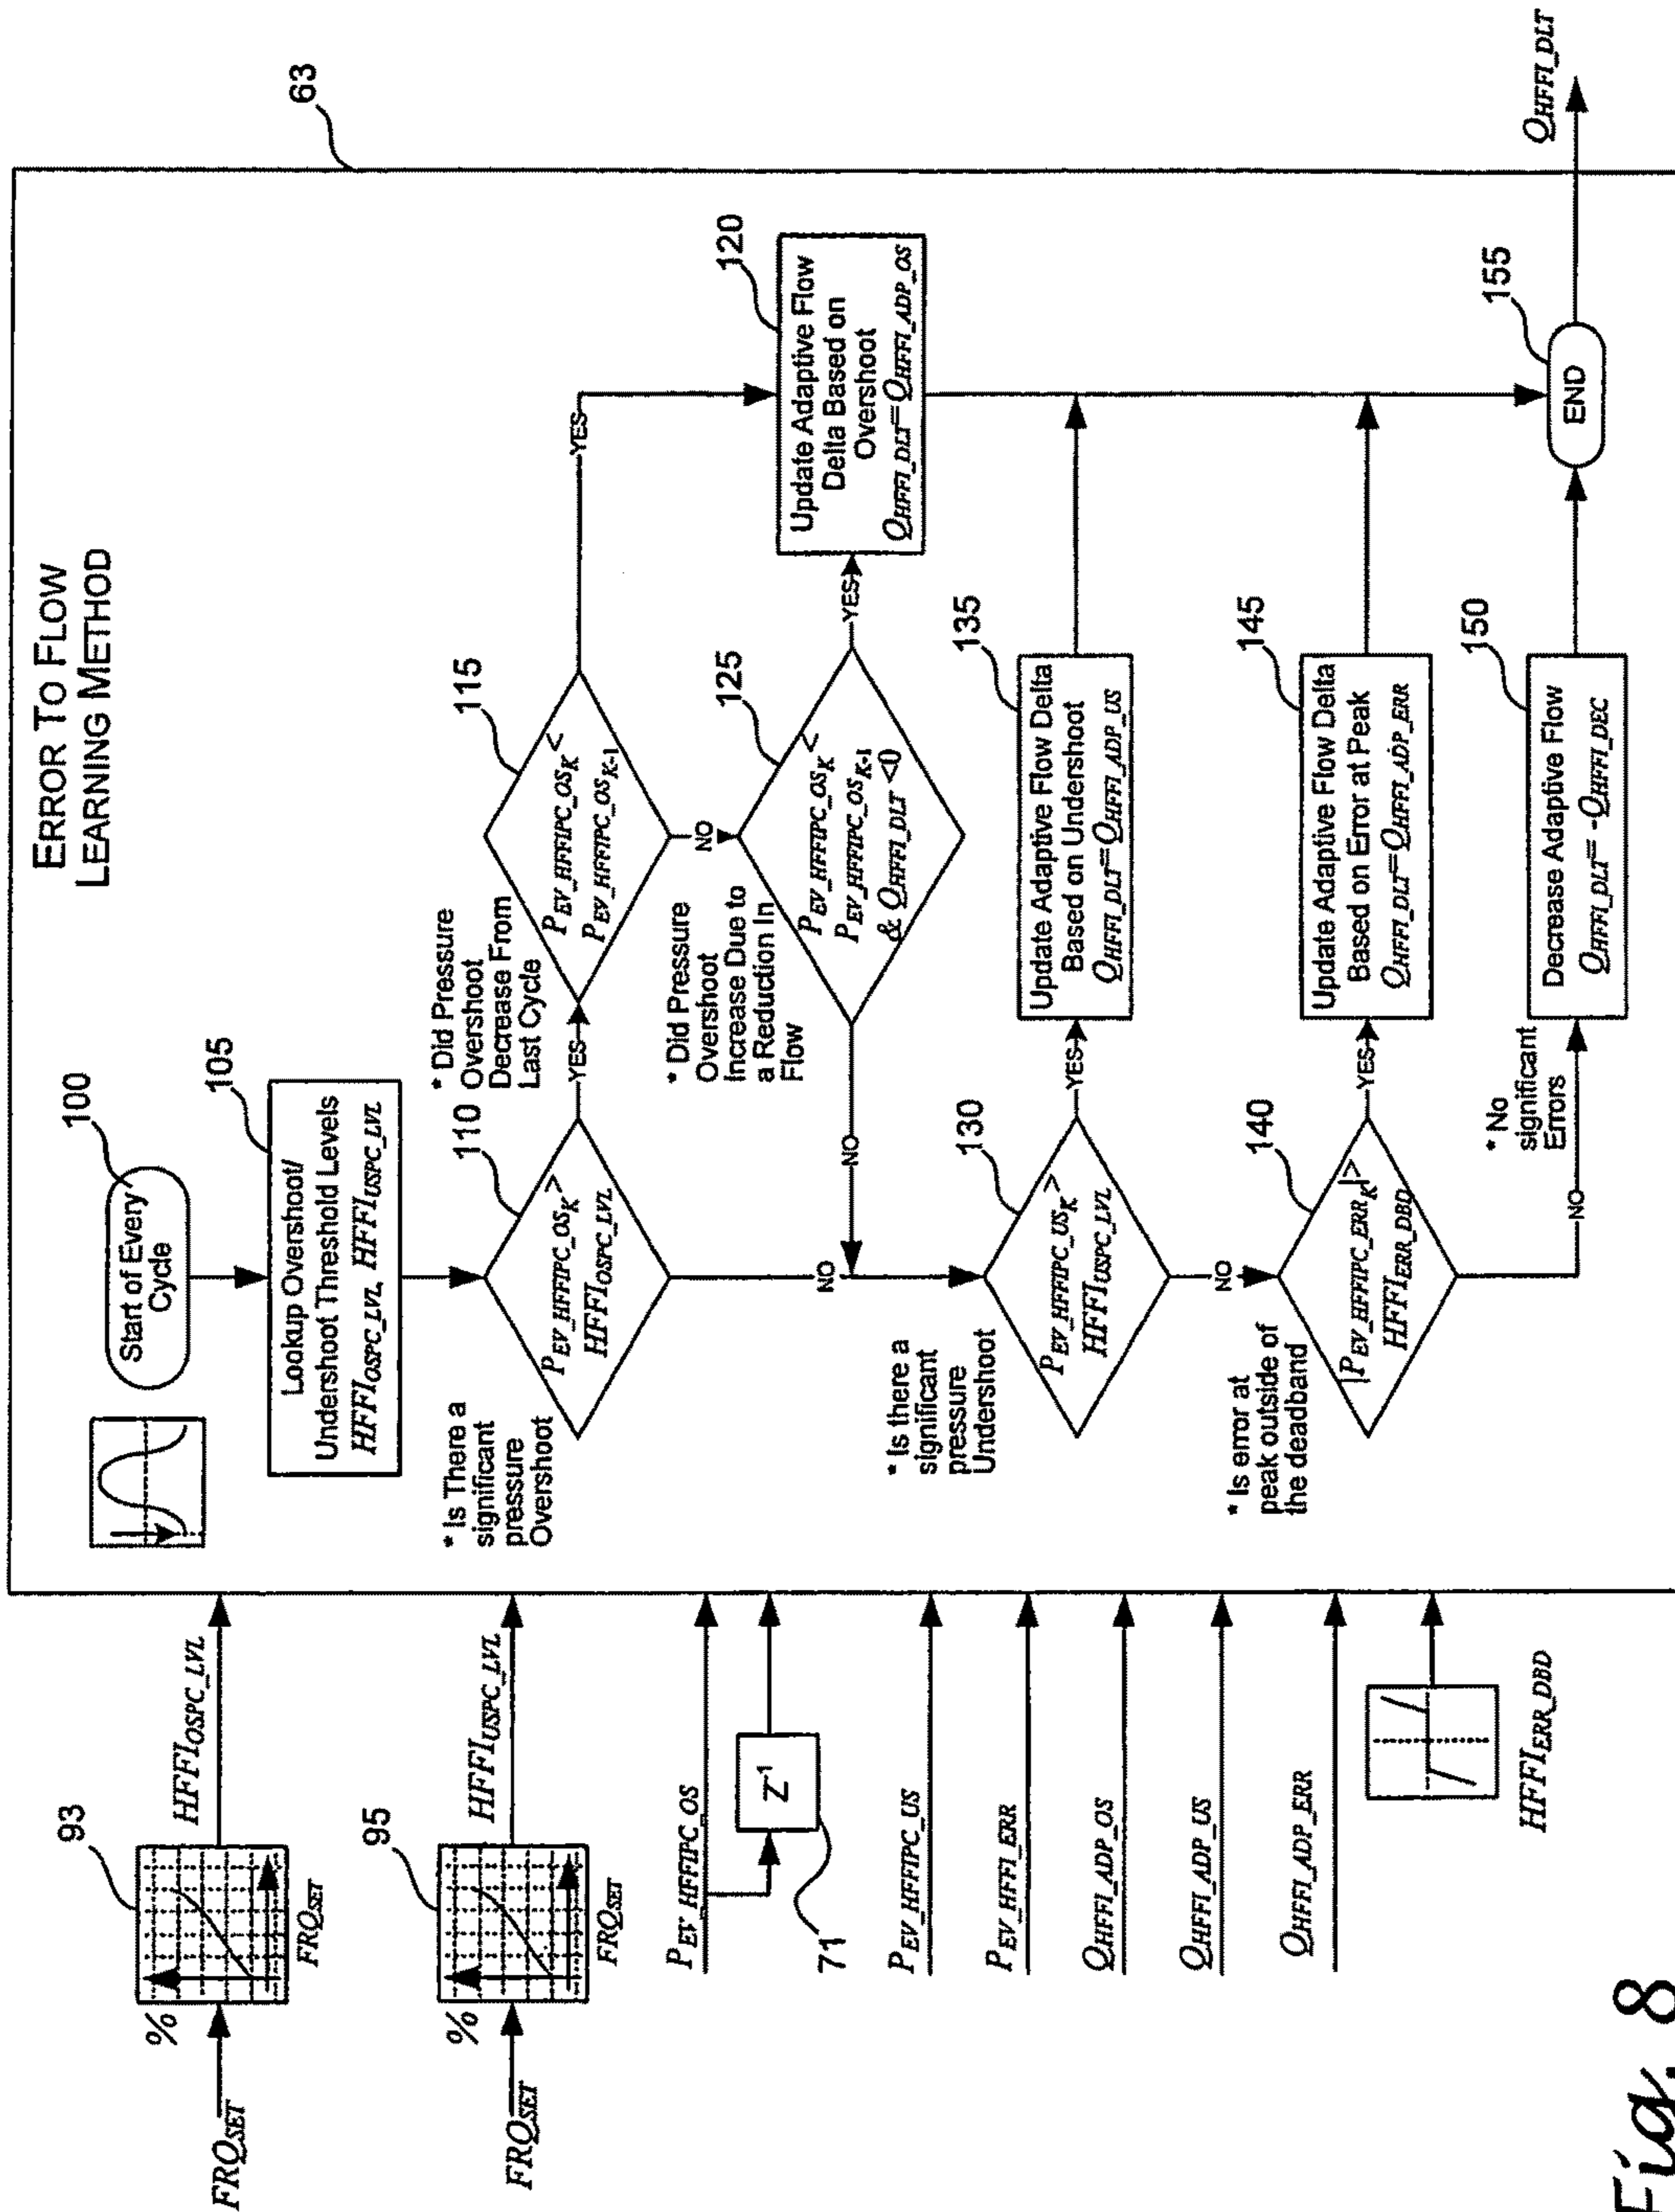 ERROR TO FLOW
LEARNING METHOD
63
93
%
FRQSET
FRQSET
HFFIOSPC_LVL
95
%
FRQSET
FRQSET
HFFIUSPC_LVL
PEV_HFFIPC_OS
Z-1
71
PEV_HFFIPC_US
PEV_HFFI_ERR
QHFFI_ADP_OS
QHFFI_ADP_US
QHFFI_ADP_ERR
HFFIERR_DBD
100
Start of Every
Cycle
105
Lookup Overshoot/
Undershoot Threshold Levels
HFFIOSPC_LVL, HFFIUSPC_LVL
* Is There a
significant
pressure
Overshoot
110
PEV_HFFIPC_OSK >
HFFIOSPC_LVL
YES
NO
* Did Pressure
Overshoot
Decrease From
Last Cycle
115
PEV_HFFIPC_OSK <
PEV_HFFIPC_OSK-1
YES
NO
120
Update Adaptive Flow
Delta Based on
Overshoot
QHFFI_DLT=QHFFI_ADP_OS
* Did Pressure
Overshoot
Increase Due to
a Reduction In
Flow
125
PEV_HFFIPC_OSK <
PEV_HFFIPC_OSK-1
& QHFFI_DLT <0
YES
NO
* Is there a
significant
pressure
Undershoot
130
PEV_HFFIPC_USK >
HFFIUSPC_LVL
YES
NO
135
Update Adaptive Flow Delta
Based on Undershoot
QHFFI_DLT=QHFFI_ADP_US
* Is error at
peak outside of
the deadband
140
|PEV_HFFIPC_ERRK|>
HFFIERR_DBD
YES
NO
145
Update Adaptive Flow Delta
Based on Error at Peak
QHFFI_DLT=QHFFI_ADP_ERR
* No
significant
Errors
150
Decrease Adaptive Flow
QHFFI_DLT= -QHFFI_DEC
155
END
QHFFI_DLT
Fig. 8